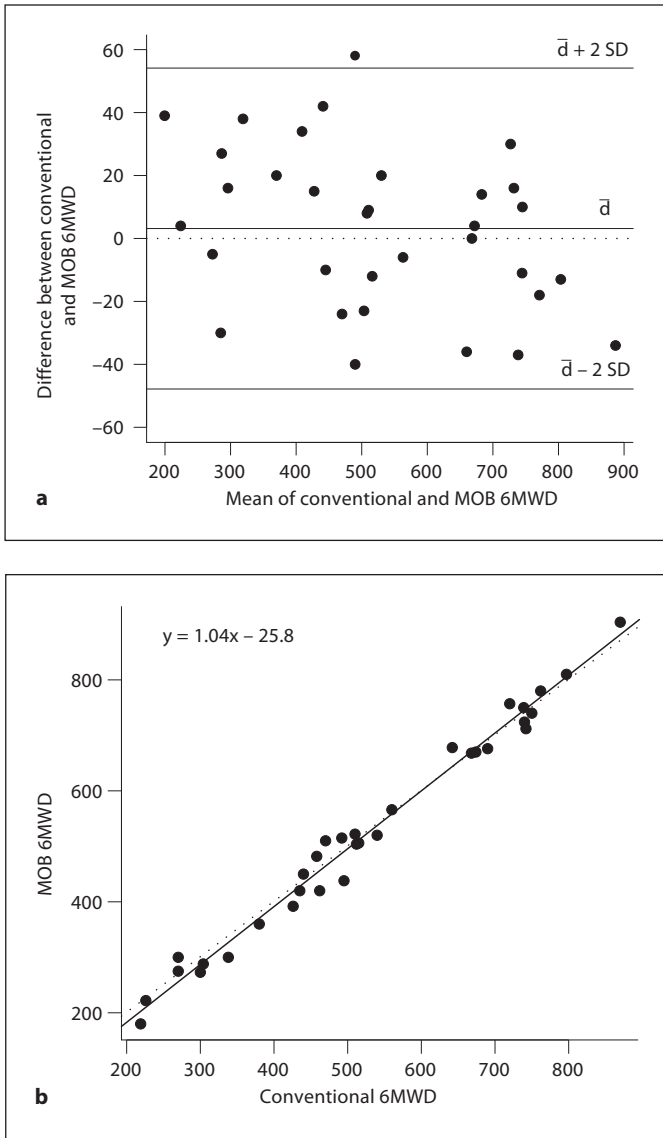 60
40
20
0
–20
–40
–60
Difference between conventional
and MOB 6MWD
d̄ + 2 SD
d̄
d̄ – 2 SD
200 300 400 500 600 700 800 900
Mean of conventional and MOB 6MWD
a
y = 1.04x – 25.8
800
600
400
200
MOB 6MWD
200 300 400 500 600 700 800
Conventional 6MWD
b